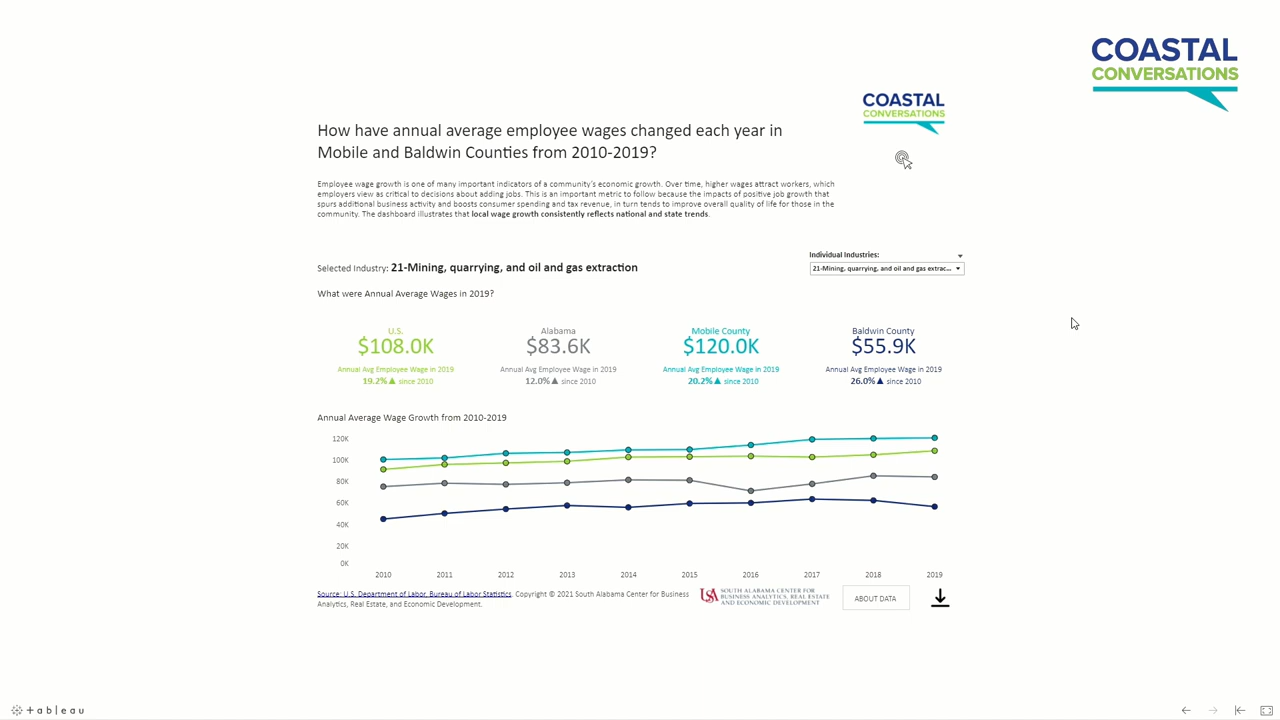 COASTAL
CONVERSATIONS
COASTAL
CONVERSATIONS
How have annual average employee wages changed each year in
Mobile and Baldwin Counties from 2010-2019?
Employee wage growth is one of many important indicators of a community's economic growth. Over time, higher wages attract workers, which
employers view as critical to decisions about adding jobs. This is an important metric to follow because the impacts of positive job growth that
spurs additional business activity and boosts consumer spending and tax revenue, in turn tends to improve overall quality of life for those in the
community. The dashboard illustrates that local wage growth consistently reflects national and state trends.
Individual Industries:
Selected Industry: 21-Mining, quarrying, and oil and gas extraction
21-Mining, quarrying, and oil and gas extrac...
What were Annual Average Wages in 2019?
U.S. Alabama Mobile County Baldwin County
$108.0K $83.6K $120.0K $55.9K
Annual Avg Employee Wage in 2019 Annual Avg Employee Wage in 2019 Annual Avg Employee Wage in 2019 Annual Avg Employee Wage in 2019
19.2%▲ since 2010 12.0%▲ since 2010 20.2%▲ since 2010 26.0%▲ since 2010
Annual Average Wage Growth from 2010-2019
120K
100K
80K
60K
40K
20K
0K
2010 2011 2012 2013 2014 2015 2016 2017 2018 2019
Source: U.S. Department of Labor, Bureau of Labor Statistics. Copyright © 2021 South Alabama Center for Business
Analytics, Real Estate, and Economic Development.
USA
SOUTH ALABAMA CENTER FOR
BUSINESS ANALYTICS, REAL ESTATE
AND ECONOMIC DEVELOPMENT
ABOUT DATA
+ableau